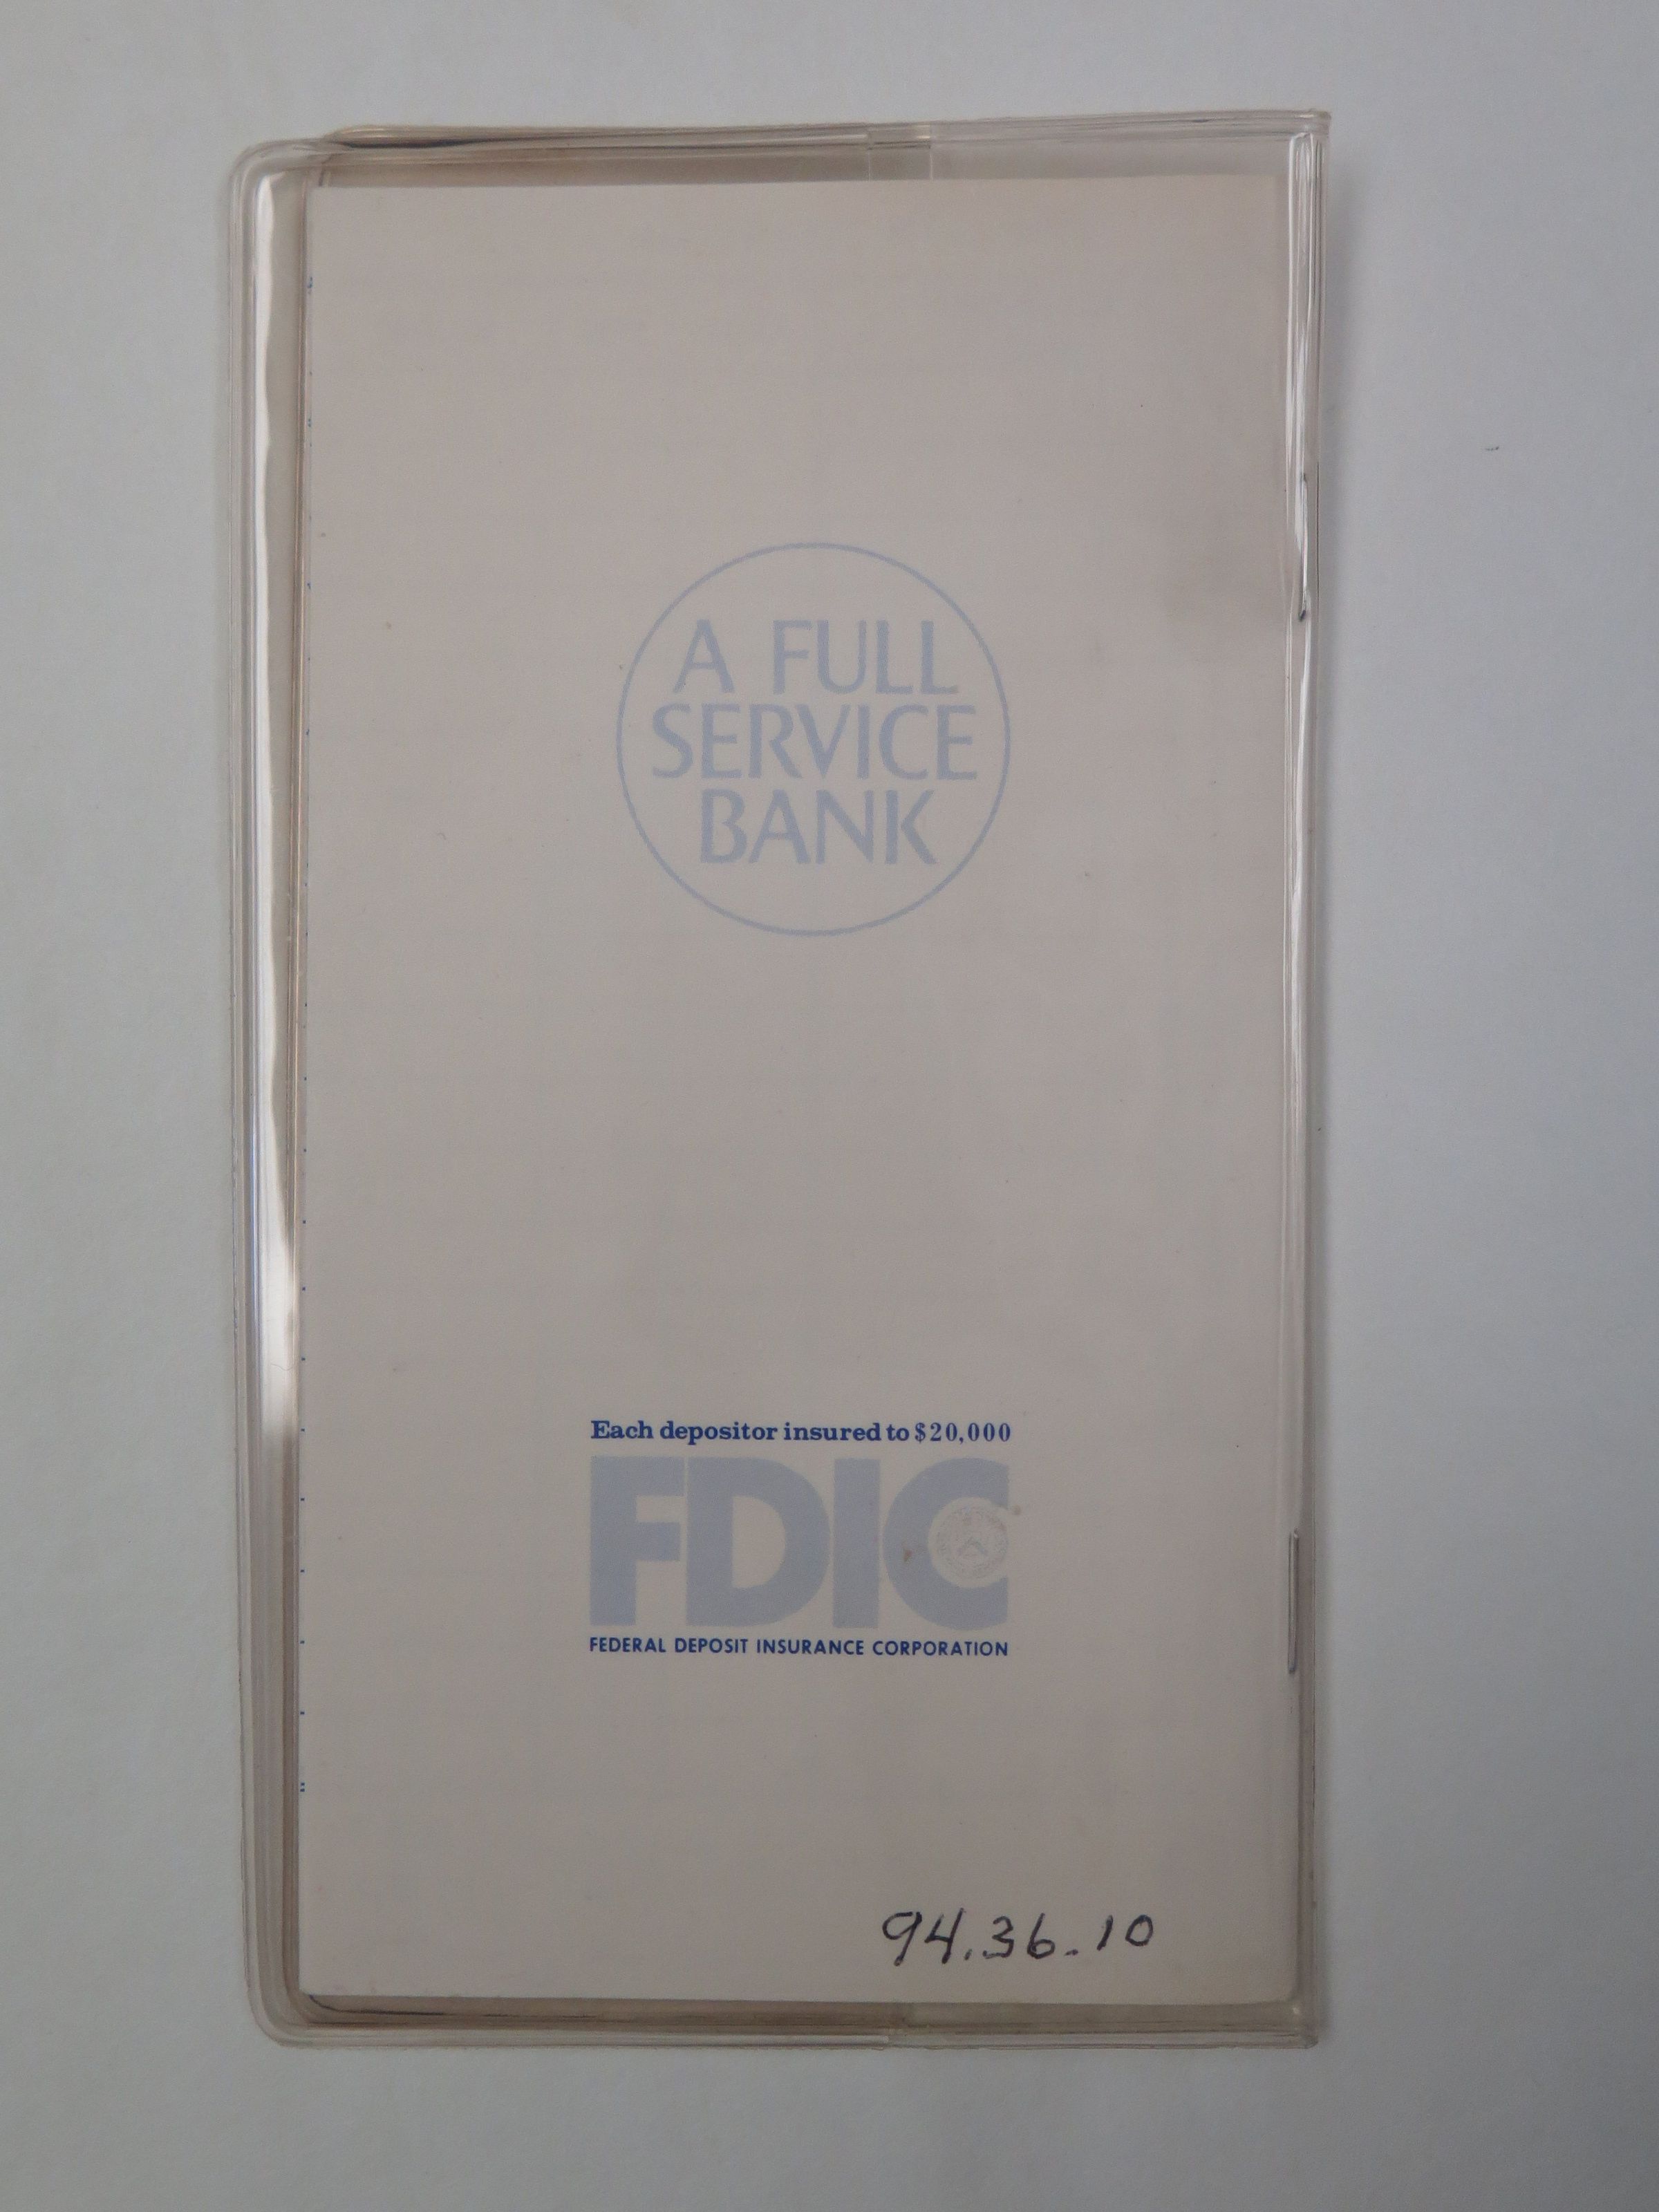 A FULL
SERVICE
BANK
Each depositor insured to $20,000
FDIC
FEDERAL DEPOSIT INSURANCE CORPORATION
94.36.10